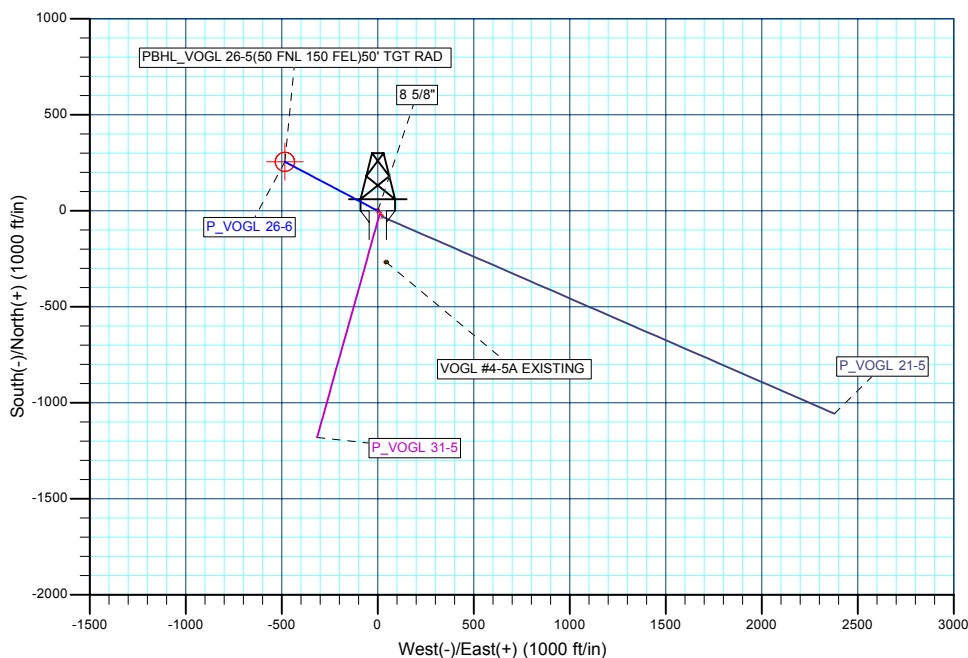 1000
PBHL_VOGL 26-5(50 FNL 150 FEL)50' TGT RAD
8 5/8"
500
P_VOGL 26-6
0
-500
VOGL #4-5A EXISTING
P_VOGL 21-5
-1000
P_VOGL 31-5
-1500
-2000
South(-)/North(+) (1000 ft/in)
-1500 -1000 -500 0 500 1000 1500 2000 2500 3000
West(-)/East(+) (1000 ft/in)